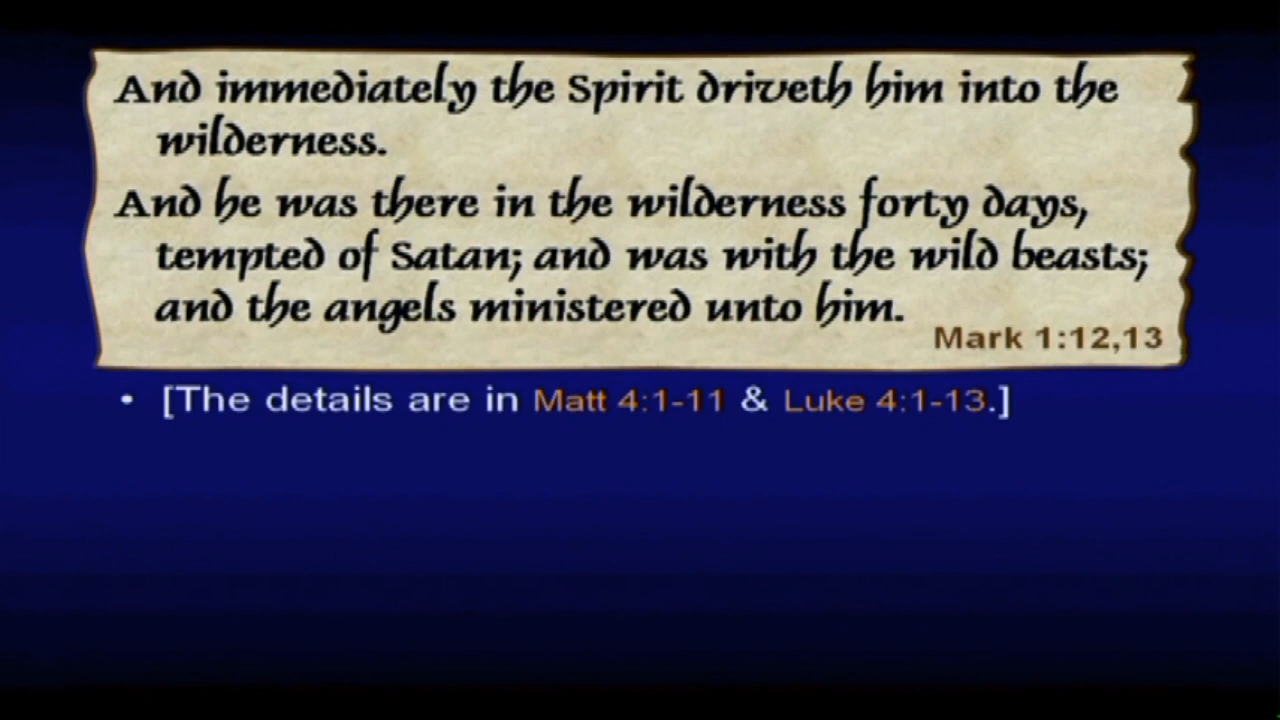 And immediately the Spirit driveth him into the
wilderness.
And he was there in the wilderness forty days,
tempted of Satan; and was with the wild beasts;
and the angels ministered unto him.
Mark 1:12,13
• [The details are in Matt 4:1-11 & Luke 4:1-13.]